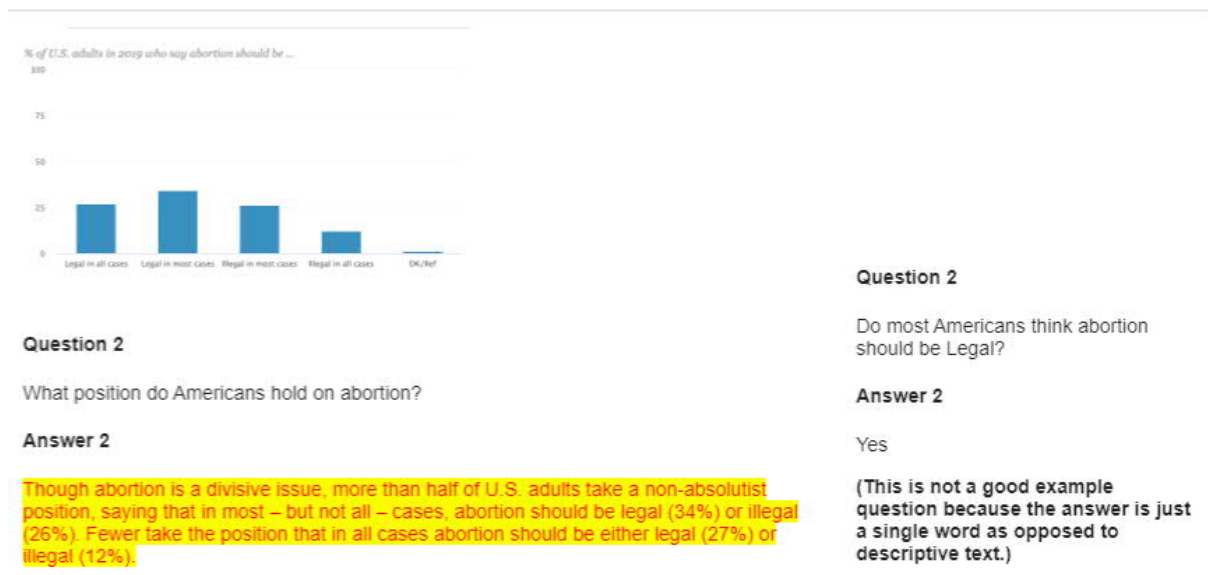 % of U.S. adults in 2019 who say abortion should be ...
100
75
50
25
0
Legal in all cases Legal in most cases Illegal in most cases Illegal in all cases DK/Ref
Question 2
What position do Americans hold on abortion?
Answer 2
Though abortion is a divisive issue, more than half of U.S. adults take a non-absolutist
position, saying that in most – but not all – cases, abortion should be legal (34%) or illegal
(26%). Fewer take the position that in all cases abortion should be either legal (27%) or
illegal (12%).
Question 2
Do most Americans think abortion
should be Legal?
Answer 2
Yes
(This is not a good example
question because the answer is just
a single word as opposed to
descriptive text.)